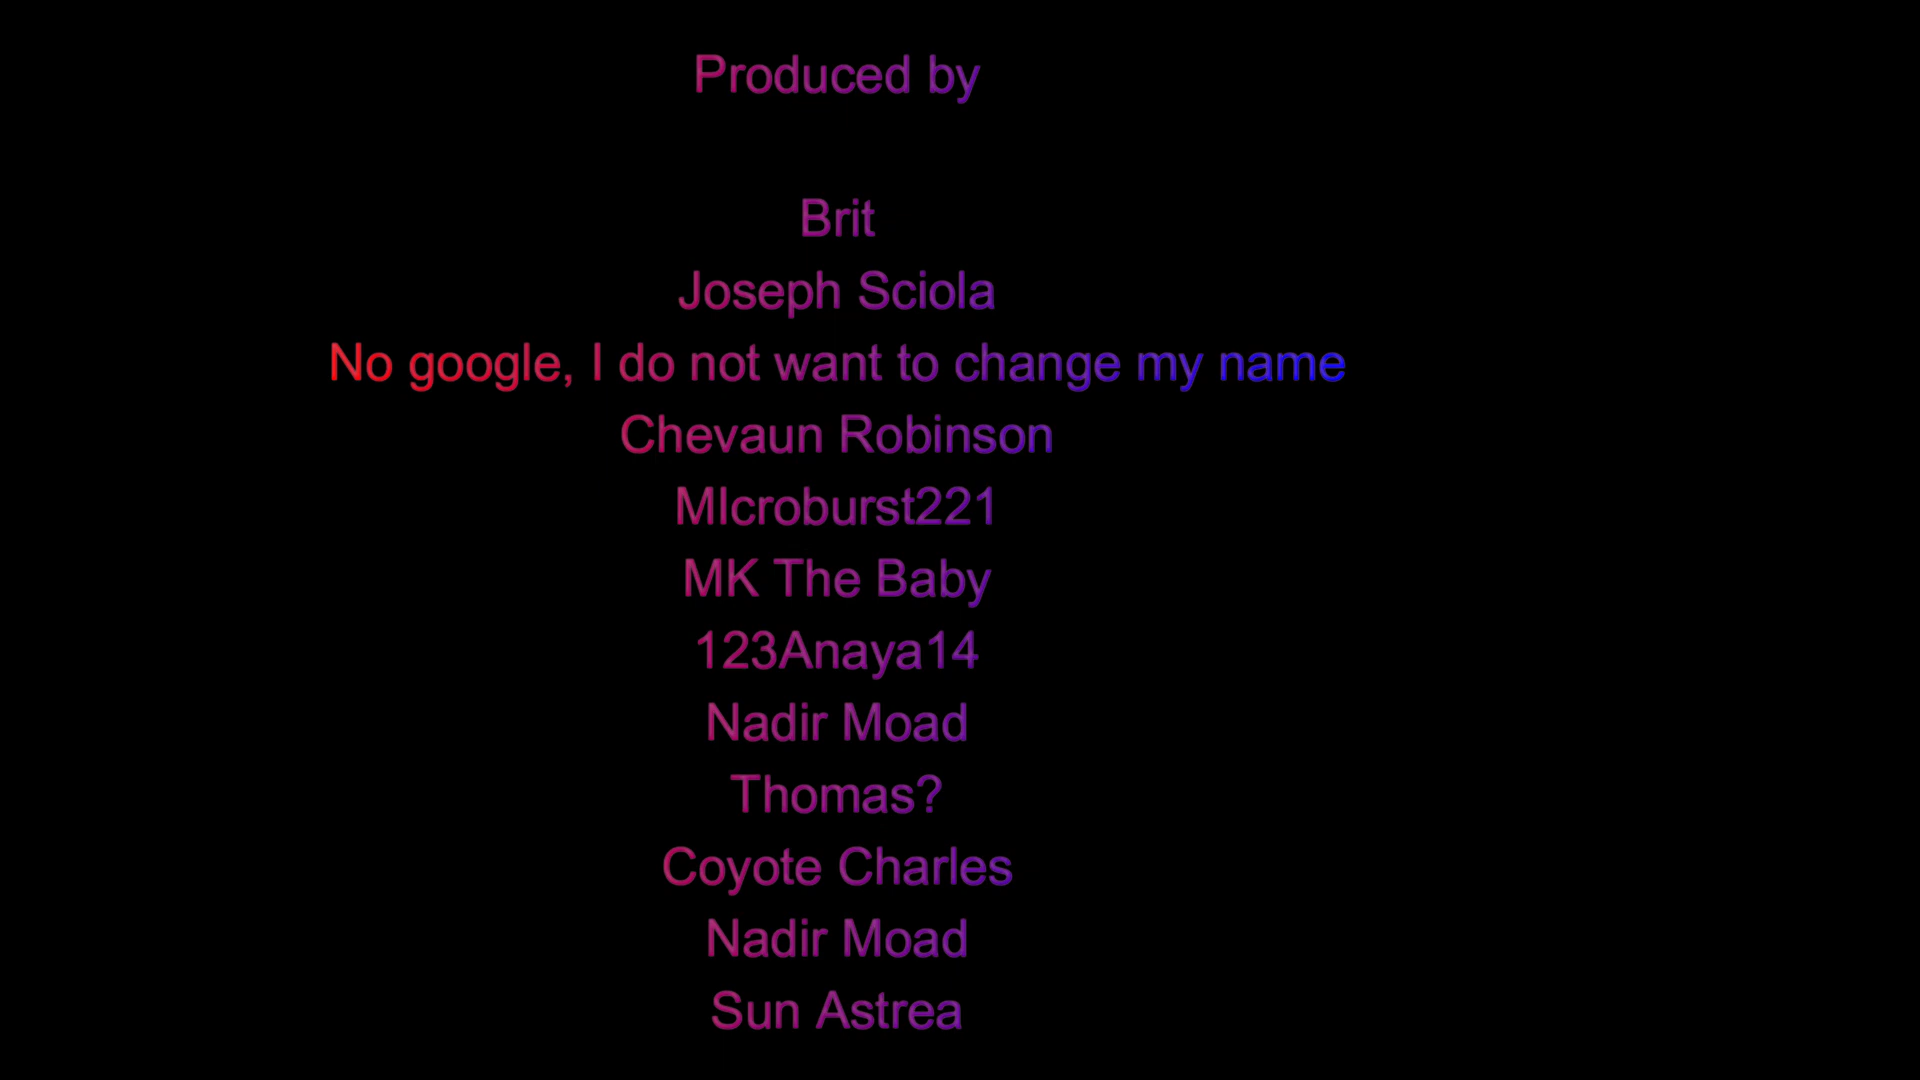 Produced by
Brit
Joseph Sciola
No google, I do not want to change my name
Chevaun Robinson
MIcroburst221
MK The Baby
123Anaya14
Nadir Moad
Thomas?
Coyote Charles
Nadir Moad
Sun Astrea